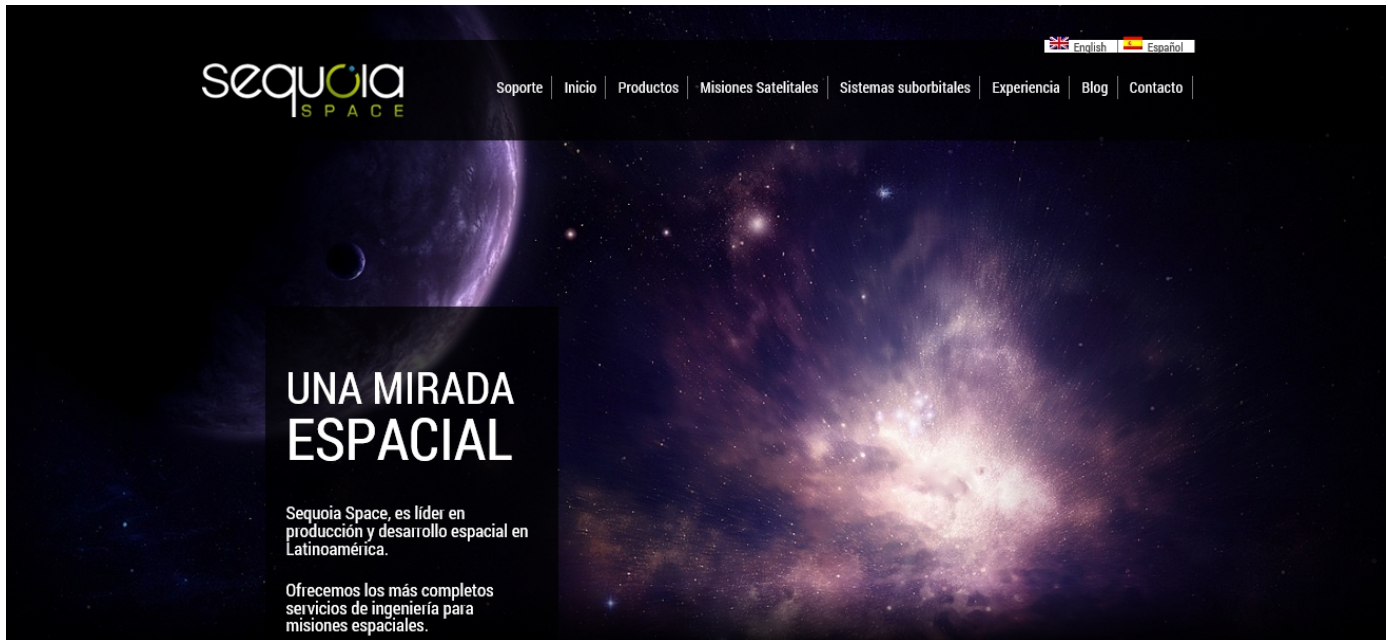 English Español
sequoia
SPACE
Soporte Inicio Productos Misiones Satelitales Sistemas suborbitales Experiencia Blog Contacto
UNA MIRADA
ESPACIAL
Sequoia Space, es líder en
producción y desarrollo espacial en
Latinoamérica.
Ofrecemos los más completos
servicios de ingeniería para
misiones espaciales.